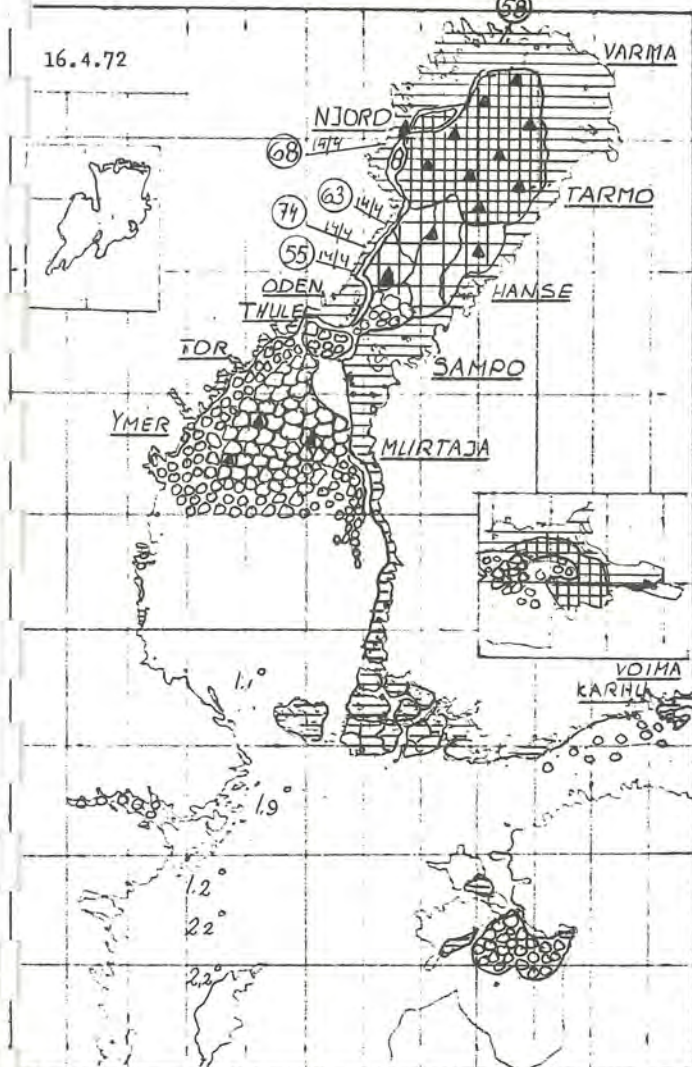 58
16.4.72
VARMA
NJORD
68 14/4
TARMO
63 14/4
74 14/4
55 14/4
ODEN
HANSE
THULE
TOR
SAMPO
YMER
MURTAJA
VOIMA
KARHU
1.1°
1.9°
1.2°
2.2°
2.2°